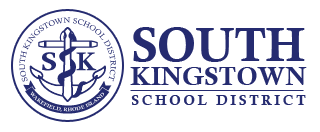 SOUTH KINGSTOWN SCHOOL DISTRICT
S K
WAKEFIELD, RHODE ISLAND
SOUTH
KINGSTOWN
SCHOOL DISTRICT